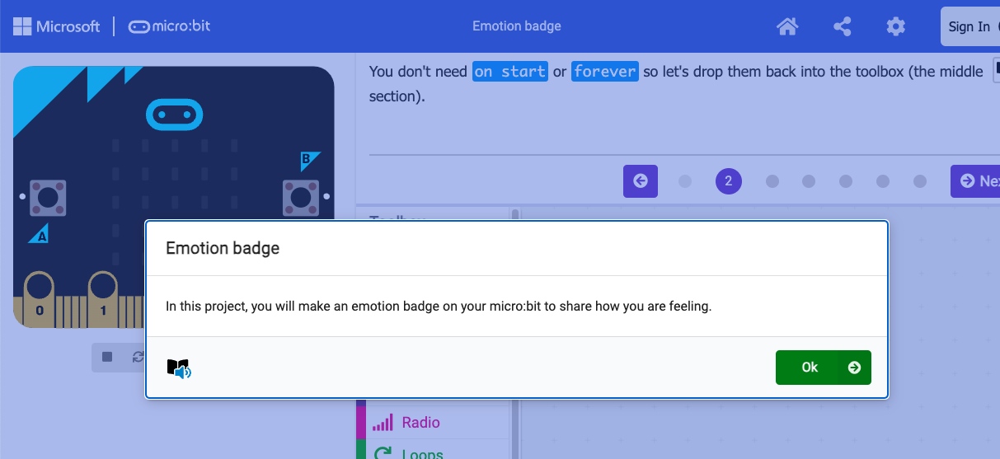 Microsoft micro:bit Emotion badge Sign In
You don't need on start or forever so let's drop them back into the toolbox (the middle
section).
B
2
A
Emotion badge
In this project, you will make an emotion badge on your micro:bit to share how you are feeling.
0 1
Ok
Radio
Loops